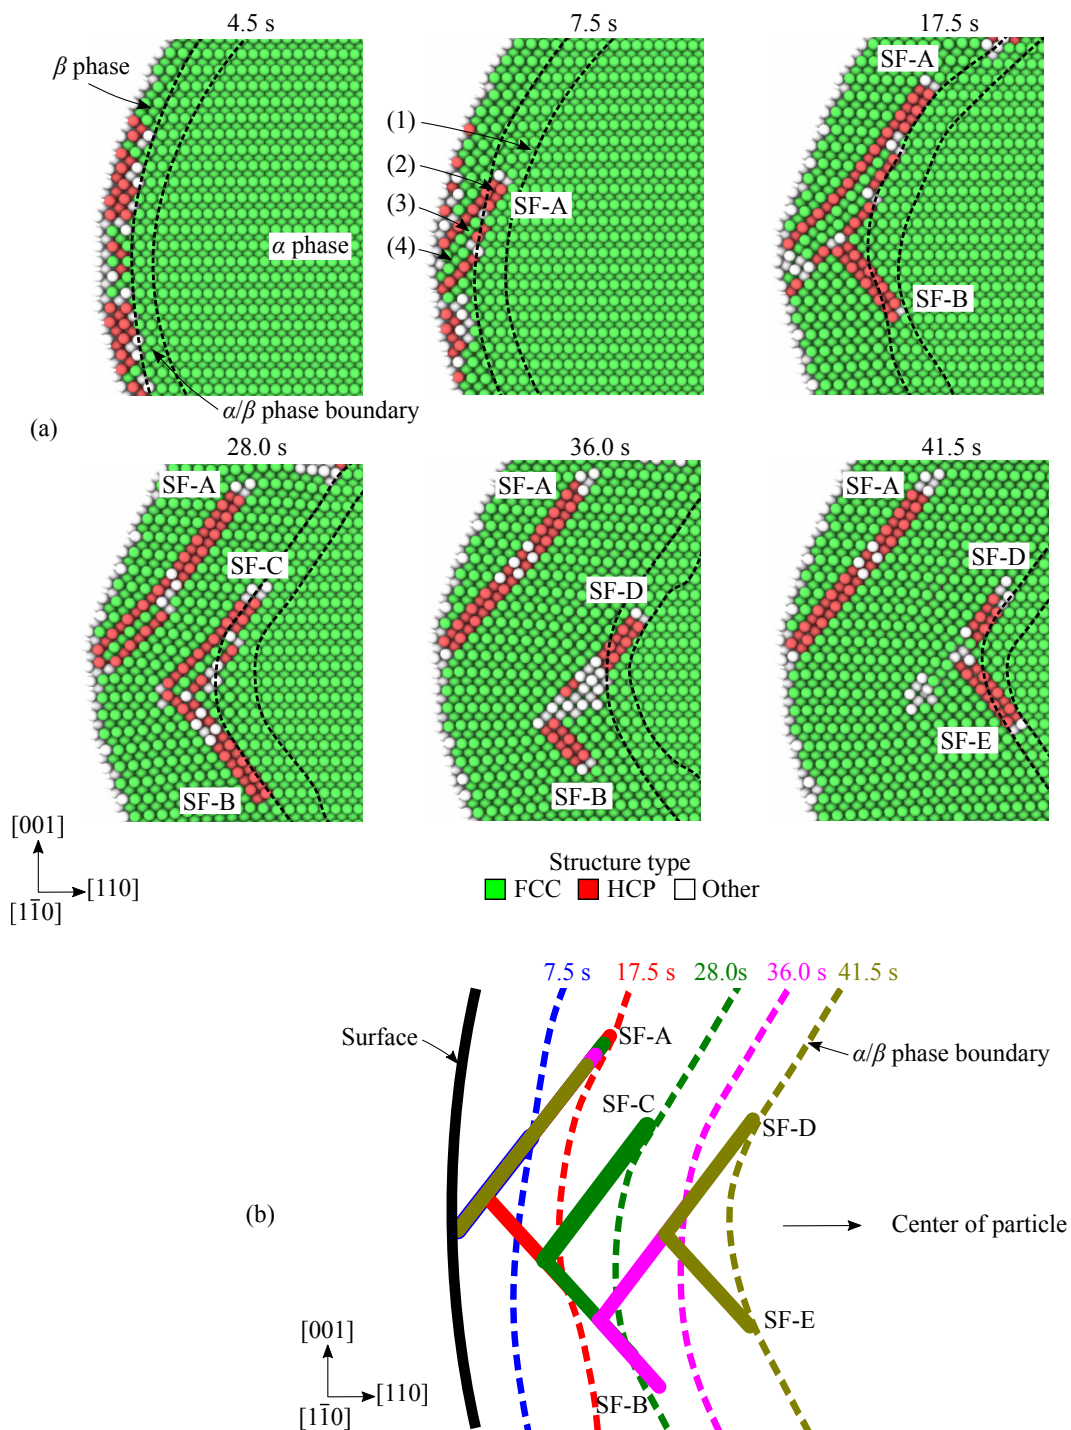 4.5 s
7.5 s
17.5 s
β phase
α phase
α/β phase boundary
(1)
(2)
(3)
(4)
SF-A
SF-A
SF-B
(a)
28.0 s
36.0 s
41.5 s
SF-A
SF-C
SF-B
SF-A
SF-D
SF-B
SF-A
SF-D
SF-E
[001]
[110]
[11̄0]
Structure type
FCC HCP Other
7.5 s 17.5 s 28.0s 36.0 s 41.5 s
Surface
SF-A
α/β phase boundary
SF-C
SF-D
(b)
Center of particle
SF-E
SF-B
[001]
[110]
[11̄0]